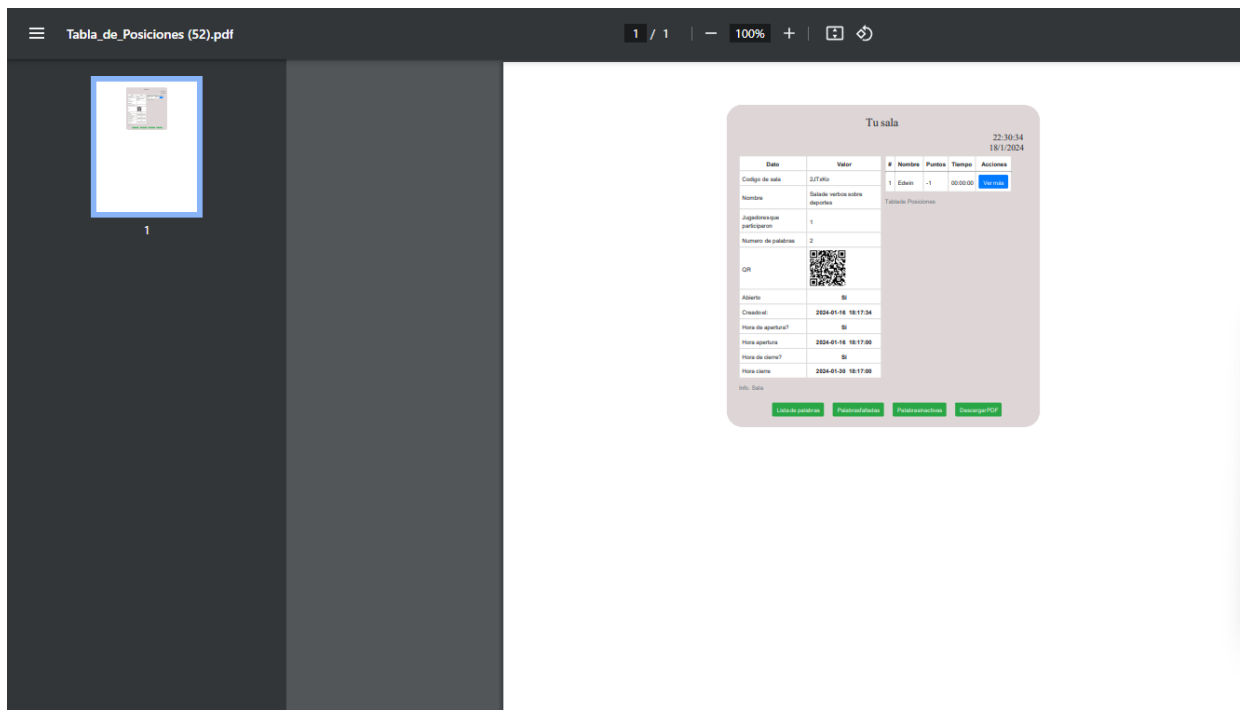 Tabla_de_Posiciones (52).pdf
1 / 1
100%
1
Tu sala
22:30:34
18/1/2024
Dato Valor
Codigo de sala 2JTxKo
Nombre Salade verbos sobre
deportes
Jugadoresque
participaron 1
Numero de palabras 2
QR
Abierto Si
Creadoel: 2024-01-16 18:17:34
Hora de apertura? Si
Hora apertura 2024-01-16 18:17:00
Hora de cierre? Si
Hora cierre 2024-01-30 18:17:00
Info. Sala
# Nombre Puntos Tiempo Acciones
1 Edwin -1 00:00:00 Ver más
Tablade Posiciones
Lista de palabras Palabrasfalladas Palabrasinactivas DescargarPDF